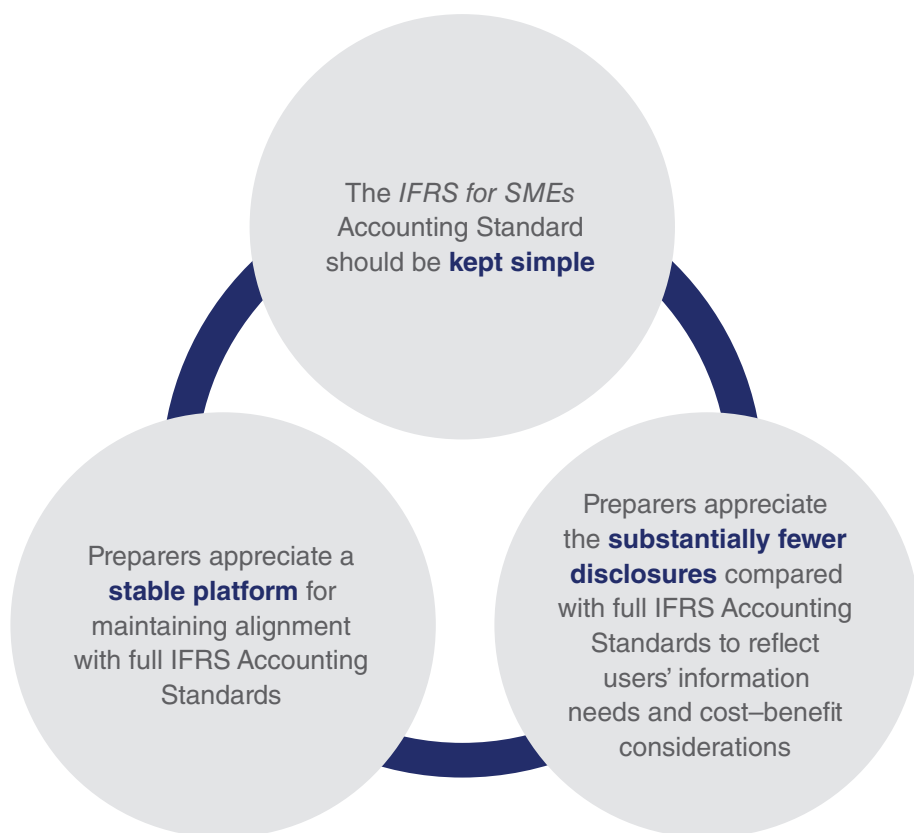 The IFRS for SMEs
Accounting Standard
should be kept simple
Preparers appreciate a
stable platform for
maintaining alignment
with full IFRS Accounting
Standards
Preparers appreciate
the substantially fewer
disclosures compared
with full IFRS Accounting
Standards to reflect
users’ information
needs and cost–benefit
considerations